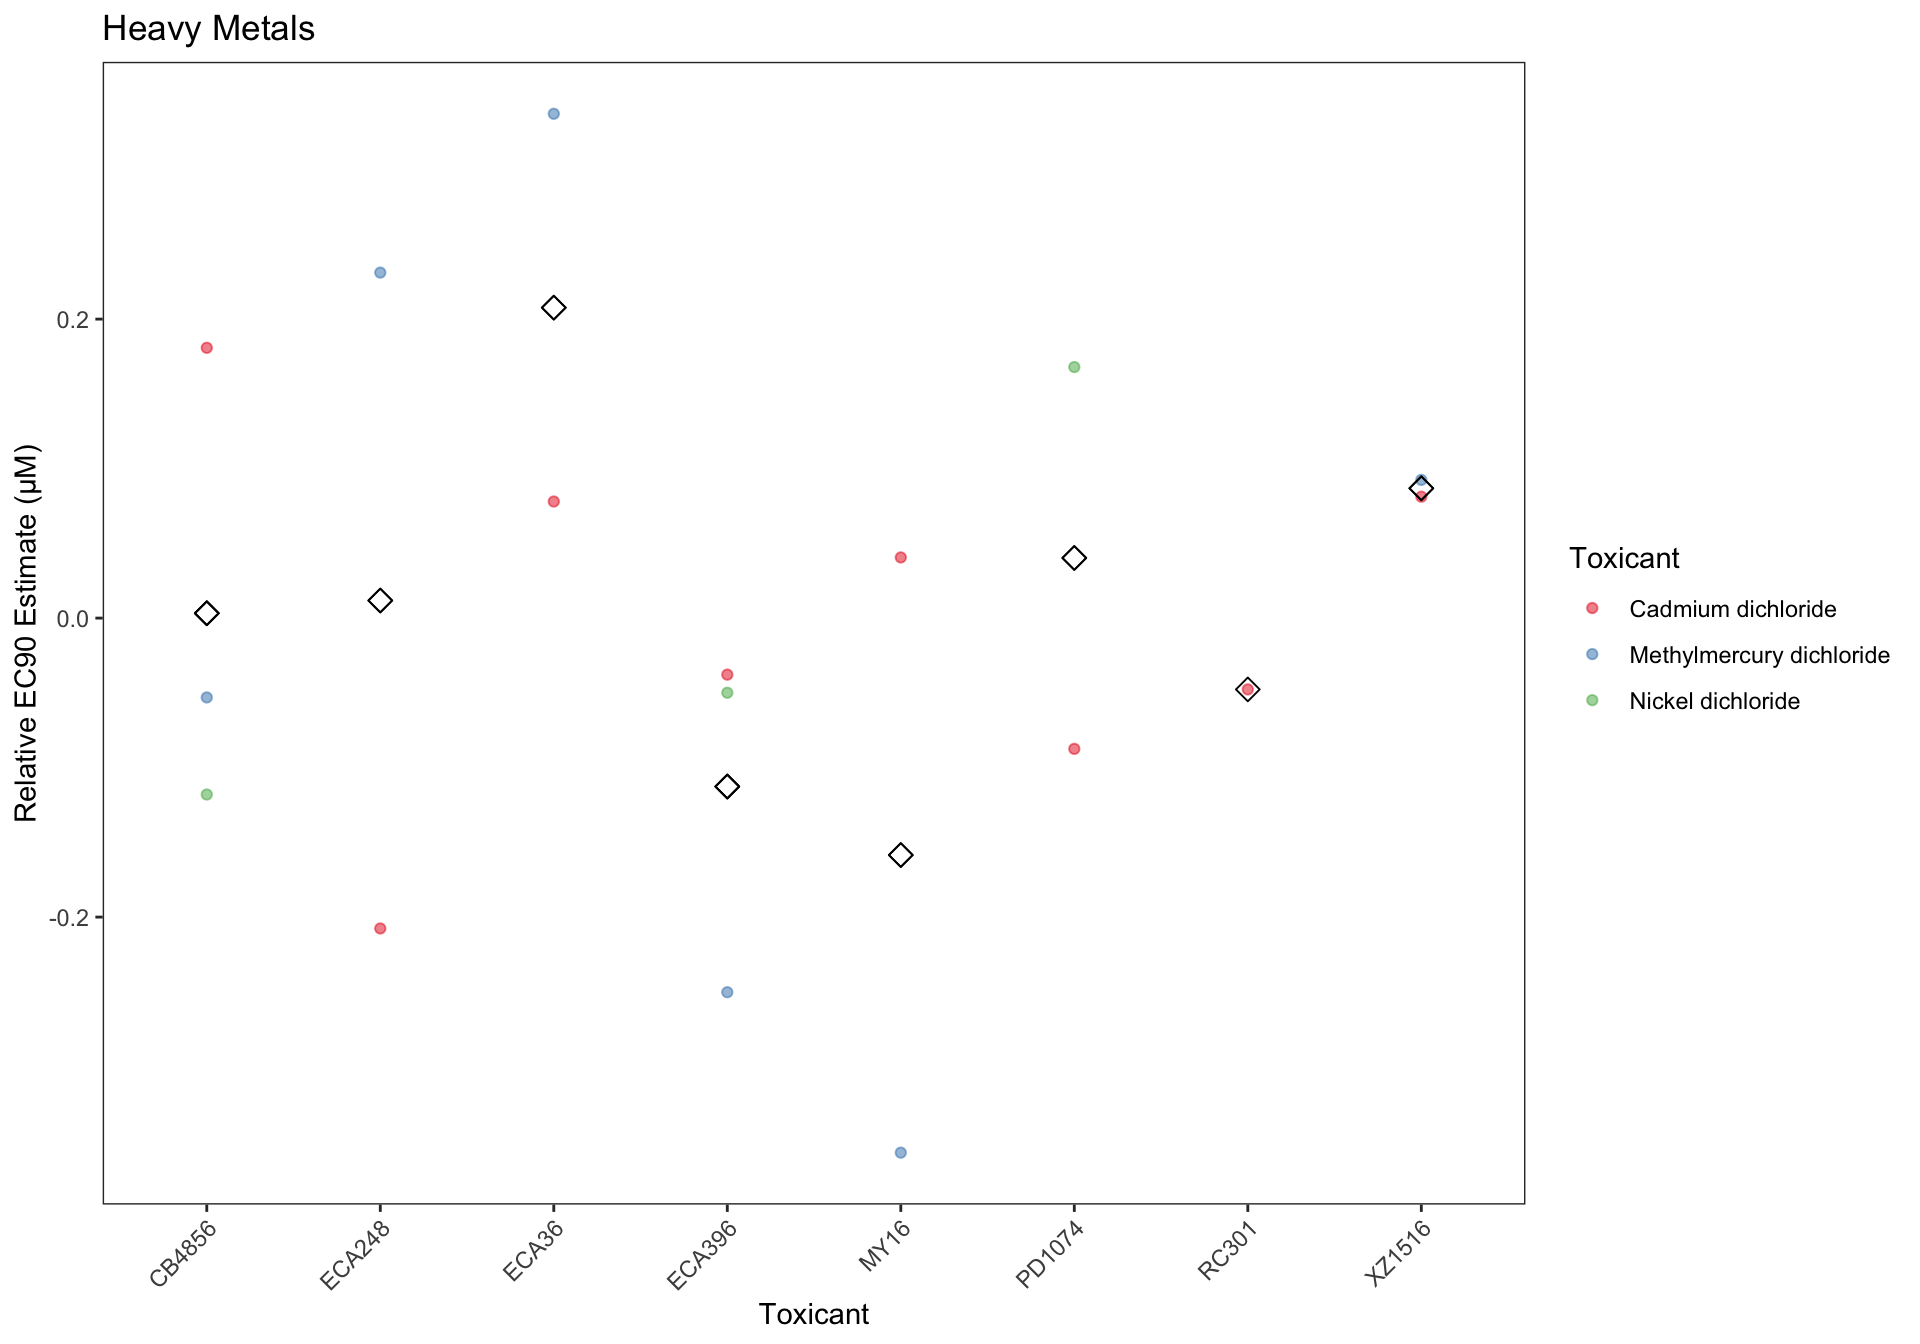 Heavy Metals
Relative EC90 Estimate (µM)
0.2
0.0
-0.2
CB4856
ECA248
ECA36
ECA396
MY16
PD1074
RC301
XZ1516
Toxicant
Toxicant
Cadmium dichloride
Methylmercury dichloride
Nickel dichloride